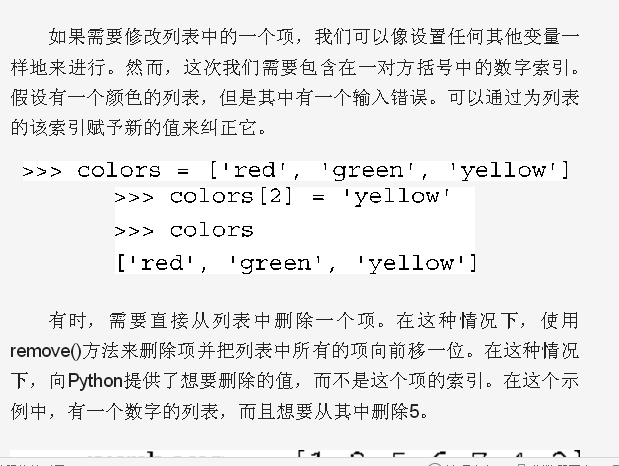 如果需要修改列表中的一个项，我们可以像设置任何其他变量一
样地来进行。然而，这次我们需要包含在一对方括号中的数字索引。
假设有一个颜色的列表，但是其中有一个输入错误。可以通过为列表
的该索引赋予新的值来纠正它。
>>> colors = ['red', 'green', 'yellow']
>>> colors[2] = 'yellow'
>>> colors
['red', 'green', 'yellow']
有时，需要直接从列表中删除一个项。在这种情况下，使用
remove()方法来删除项并把列表中所有的项向前移一位。在这种情况
下，向Python提供了想要删除的值，而不是这个项的索引。在这个示
例中，有一个数字的列表，而且想要从其中删除5。